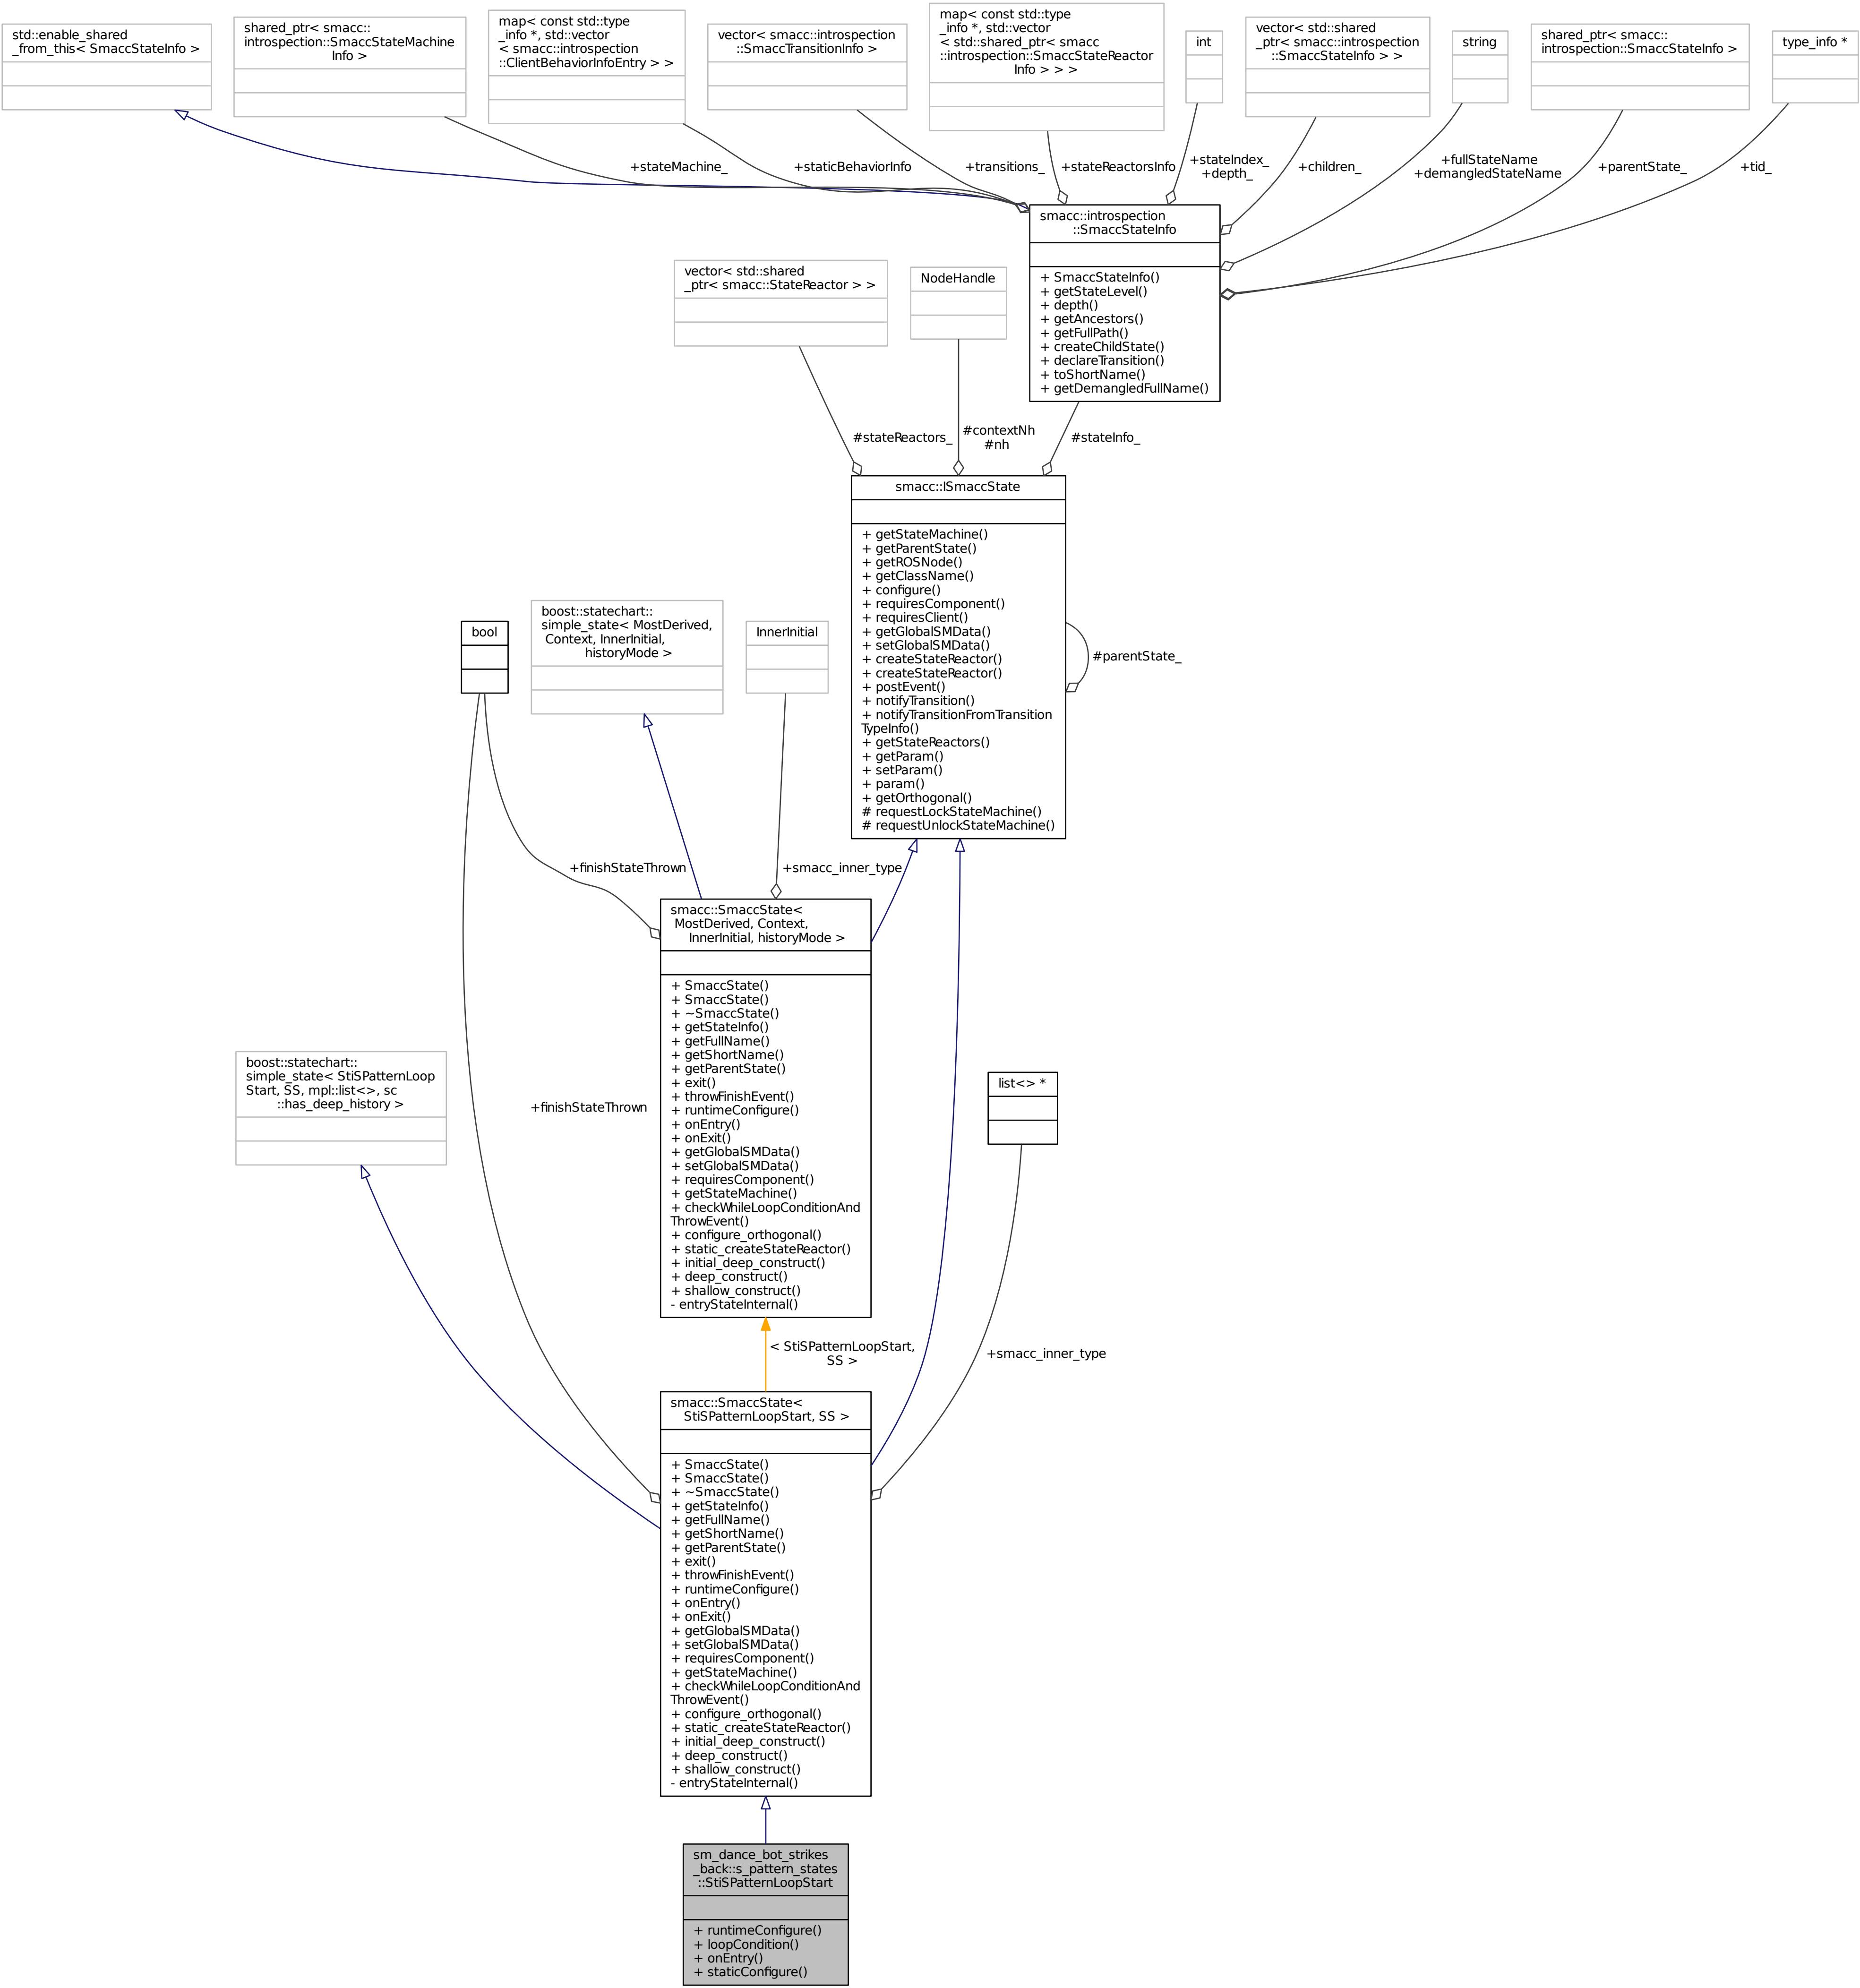 std::enable_shared
_from_this< SmaccStateInfo >
shared_ptr< smacc::
introspection::SmaccStateMachine
Info >
map< const std::type
_info *, std::vector
< smacc::introspection
::ClientBehaviorInfoEntry > >
vector< smacc::introspection
::SmaccTransitionInfo >
map< const std::type
_info *, std::vector
< std::shared_ptr< smacc
::introspection::SmaccStateReactor
Info > > >
int
vector< std::shared
_ptr< smacc::introspection
::SmaccStateInfo > >
string
shared_ptr< smacc::
introspection::SmaccStateInfo >
type_info *
+stateMachine_
+staticBehaviorInfo
+transitions_
+stateReactorsInfo
+stateIndex_
+depth_
+children_
+fullStateName
+demangledStateName
+parentState_
+tid_
smacc::introspection
::SmaccStateInfo
+ SmaccStateInfo()
+ getStateLevel()
+ depth()
+ getAncestors()
+ getFullPath()
+ createChildState()
+ declareTransition()
+ toShortName()
+ getDemangledFullName()
vector< std::shared
_ptr< smacc::StateReactor > >
NodeHandle
#stateReactors_
#contextNh
#nh
#stateInfo_
smacc::ISmaccState
+ getStateMachine()
+ getParentState()
+ getROSNode()
+ getClassName()
+ configure()
+ requiresComponent()
+ requiresClient()
+ getGlobalSMData()
+ setGlobalSMData()
+ createStateReactor()
+ createStateReactor()
+ postEvent()
+ notifyTransition()
+ notifyTransitionFromTransition
TypeInfo()
+ getStateReactors()
+ getParam()
+ setParam()
+ param()
+ getOrthogonal()
# requestLockStateMachine()
# requestUnlockStateMachine()
#parentState_
bool
boost::statechart::
simple_state< MostDerived,
Context, InnerInitial,
historyMode >
InnerInitial
+finishStateThrown
+smacc_inner_type
smacc::SmaccState<
MostDerived, Context,
InnerInitial, historyMode >
+ SmaccState()
+ SmaccState()
+ ~SmaccState()
+ getStateInfo()
+ getFullName()
+ getShortName()
+ getParentState()
+ exit()
+ throwFinishEvent()
+ runtimeConfigure()
+ onEntry()
+ onExit()
+ getGlobalSMData()
+ setGlobalSMData()
+ requiresComponent()
+ getStateMachine()
+ checkWhileLoopConditionAnd
ThrowEvent()
+ configure_orthogonal()
+ static_createStateReactor()
+ initial_deep_construct()
+ deep_construct()
+ shallow_construct()
- entryStateInternal()
boost::statechart::
simple_state< StiSPatternLoop
Start, SS, mpl::list<>, sc
::has_deep_history >
+finishStateThrown
list<> *
< StiSPatternLoopStart,
SS >
+smacc_inner_type
smacc::SmaccState<
StiSPatternLoopStart, SS >
+ SmaccState()
+ SmaccState()
+ ~SmaccState()
+ getStateInfo()
+ getFullName()
+ getShortName()
+ getParentState()
+ exit()
+ throwFinishEvent()
+ runtimeConfigure()
+ onEntry()
+ onExit()
+ getGlobalSMData()
+ setGlobalSMData()
+ requiresComponent()
+ getStateMachine()
+ checkWhileLoopConditionAnd
ThrowEvent()
+ configure_orthogonal()
+ static_createStateReactor()
+ initial_deep_construct()
+ deep_construct()
+ shallow_construct()
- entryStateInternal()
sm_dance_bot_strikes
_back::s_pattern_states
::StiSPatternLoopStart
+ runtimeConfigure()
+ loopCondition()
+ onEntry()
+ staticConfigure()